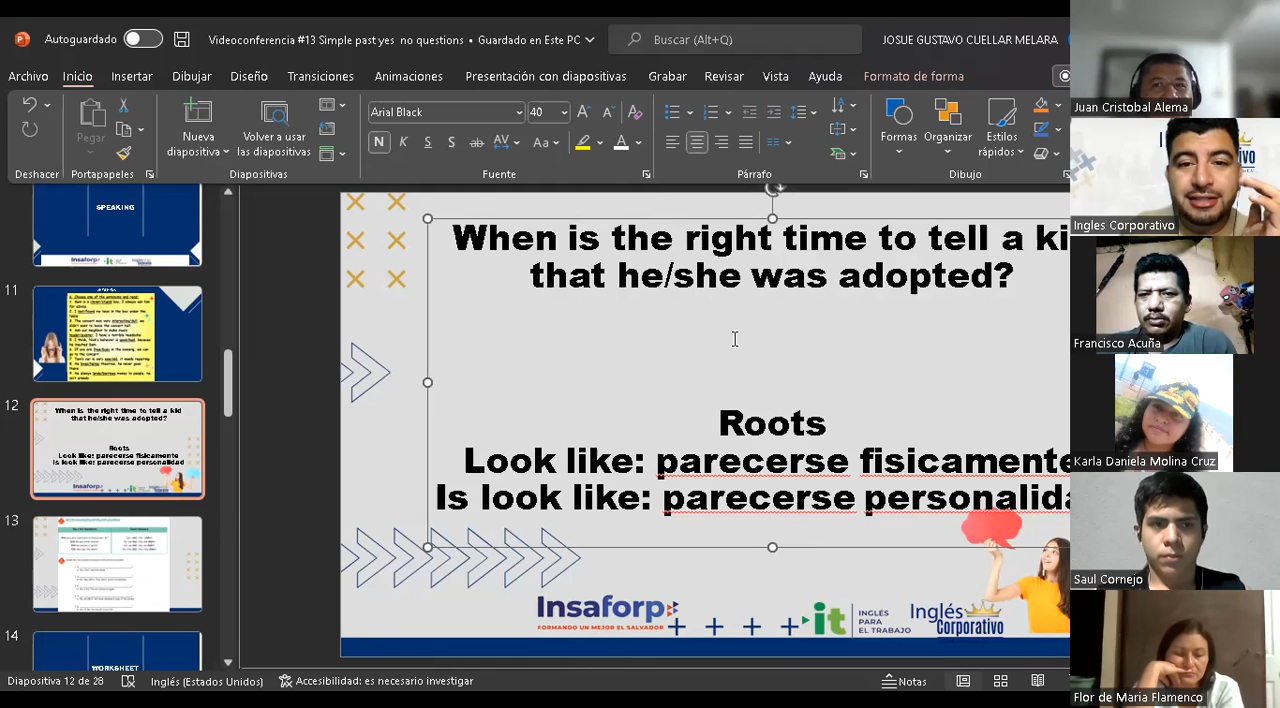 Autoguardado
Videoconferencia #13 Simple past yes no questions • Guardado en Este PC
Buscar (Alt+Q)
JOSUE GUSTAVO CUELLAR MELARA
Archivo Inicio Insertar Dibujar Diseño Transiciones Animaciones Presentación con diapositivas Grabar Revisar Vista Ayuda Formato de forma
Arial Black 40
Pegar
Nueva diapositiva
Volver a usar las diapositivas
N K S S ab Aa A
Formas Organizar Estilos rápidos
Deshacer Portapapeles Diapositivas Fuente Párrafo Dibujo
SPEAKING
11
12
When is the right time to tell a kid
that he/she was adopted?
Roots
Look like: parecerse fisicamente
Is look like: parecerse personalidad
13
14
WORKSHEET
When is the right time to tell a ki
that he/she was adopted?
Roots
Look like: parecerse fisicamente
Is look like: parecerse personalida
Insaforp
FORMANDO UN MEJOR EL SALVADOR
it
INGLÉS
PARA
EL TRABAJO
Inglés
Corporativo
Diapositiva 12 de 28
Inglés (Estados Unidos)
Accesibilidad: es necesario investigar
Notas
Juan Cristobal Alema
Ingles Corporativo
Francisco Acuña
Karla Daniela Molina Cruz
Saul Cornejo
Flor de Maria Flamenco